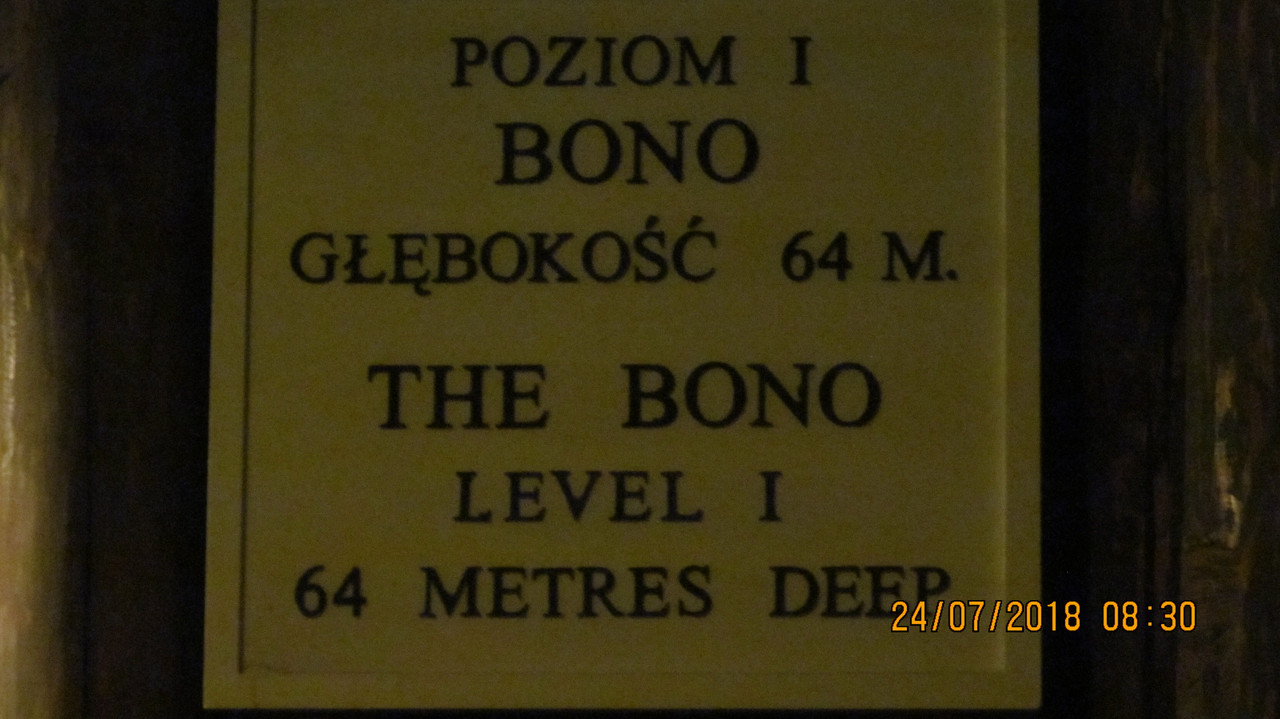 POZIOM I
BONO
GŁĘBOKOŚĆ 64 M.
THE BONO
LEVEL I
64 METRES DEEP
24/07/2018 08:30